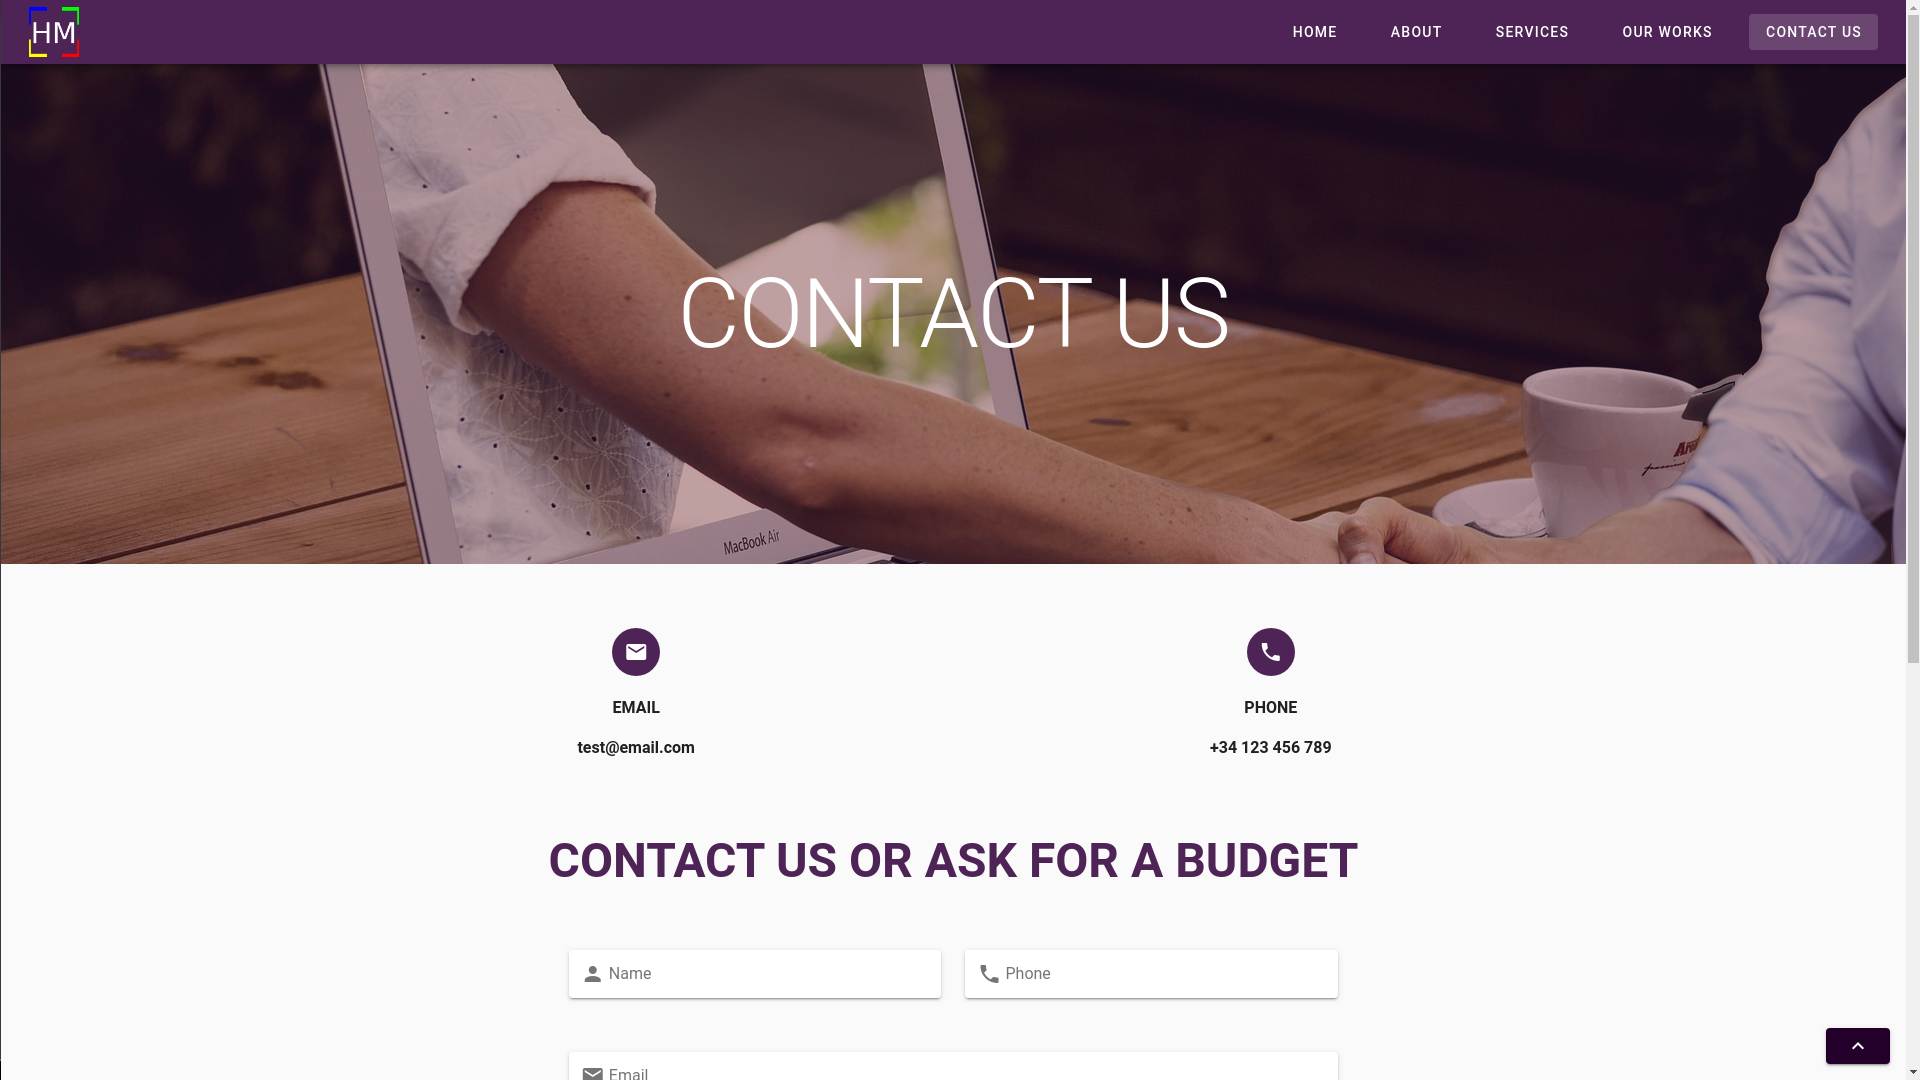 HM
HOME
ABOUT
SERVICES
OUR WORKS
CONTACT US
CONTACT US
MacBook Air
EMAIL
test@email.com
PHONE
+34 123 456 789
CONTACT US OR ASK FOR A BUDGET
Name
Phone
Email